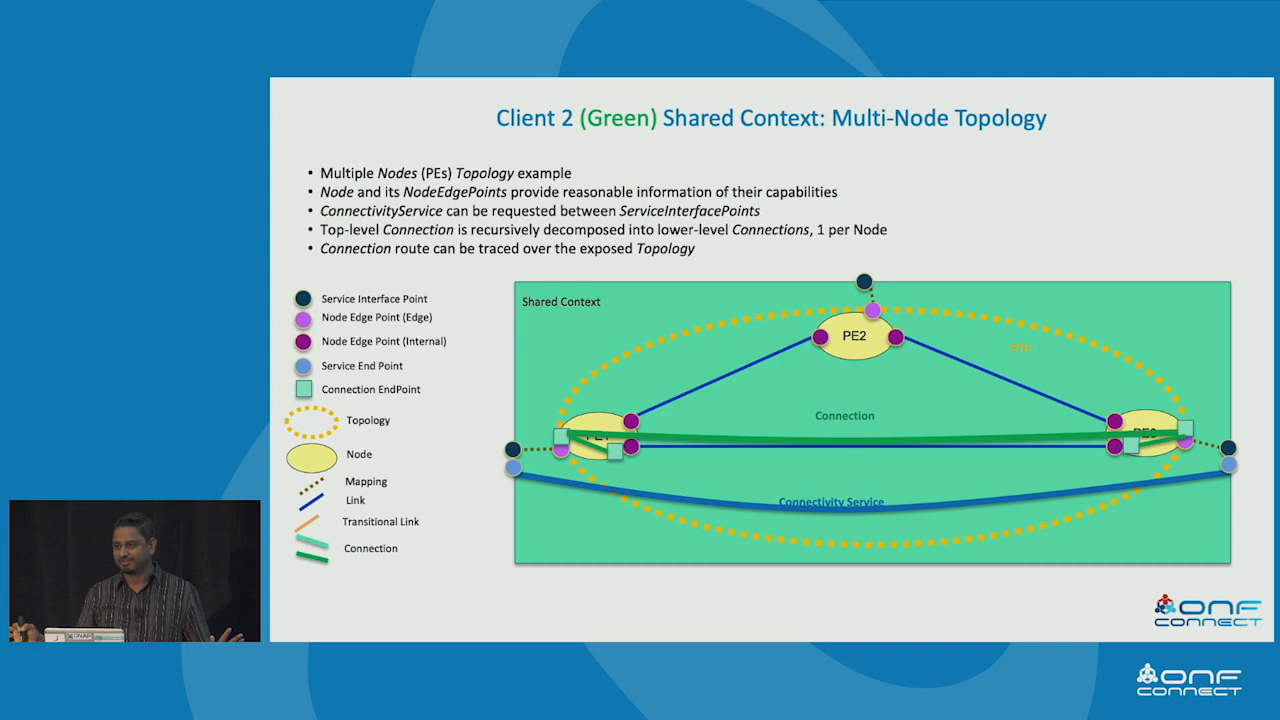 Client 2 (Green) Shared Context: Multi-Node Topology
• Multiple Nodes (PEs) Topology example
• Node and its NodeEdgePoints provide reasonable information of their capabilities
• ConnectivityService can be requested between ServiceInterfacePoints
• Top-level Connection is recursively decomposed into lower-level Connections, 1 per Node
• Connection route can be traced over the exposed Topology
Service Interface Point
Node Edge Point (Edge)
Node Edge Point (Internal)
Service End Point
Connection EndPoint
Topology
Node
Mapping
Link
Transitional Link
Connection
Shared Context
PE2
Connection
Connectivity Service
ONF
CONNECT
ONF
CONNECT